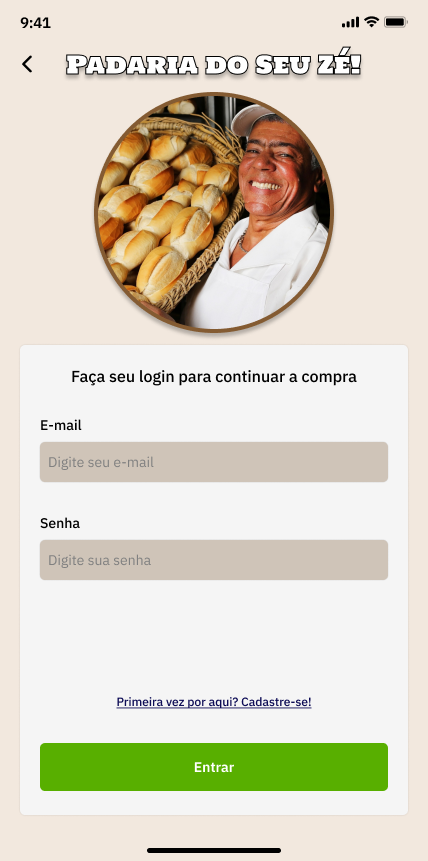 9:41
Padaria do Seu Zé!
Faça seu login para continuar a compra
E-mail
Digite seu e-mail
Senha
Digite sua senha
Primeira vez por aqui? Cadastre-se!
Entrar